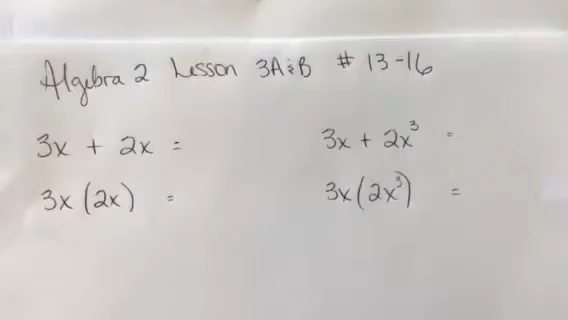 Algebra 2 Lesson 3A&B # 13-16
3x + 2x =
3x + 2x³ =
3x (2x) =
3x (2x³) =